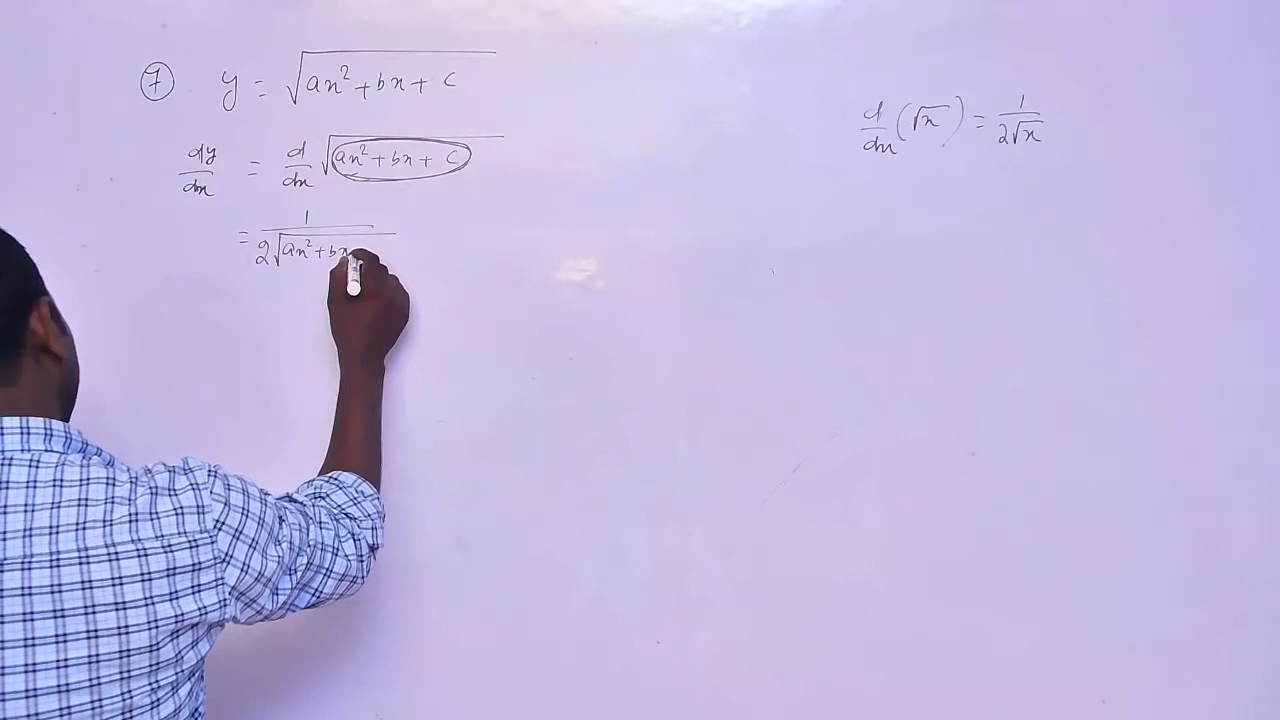 ⑦ y = √(ax²+bx+c)
dy/dx = d/dx √(ax²+bx+c)
= 1/(2√(ax²+bx
d/dx (√x) = 1/(2√x)